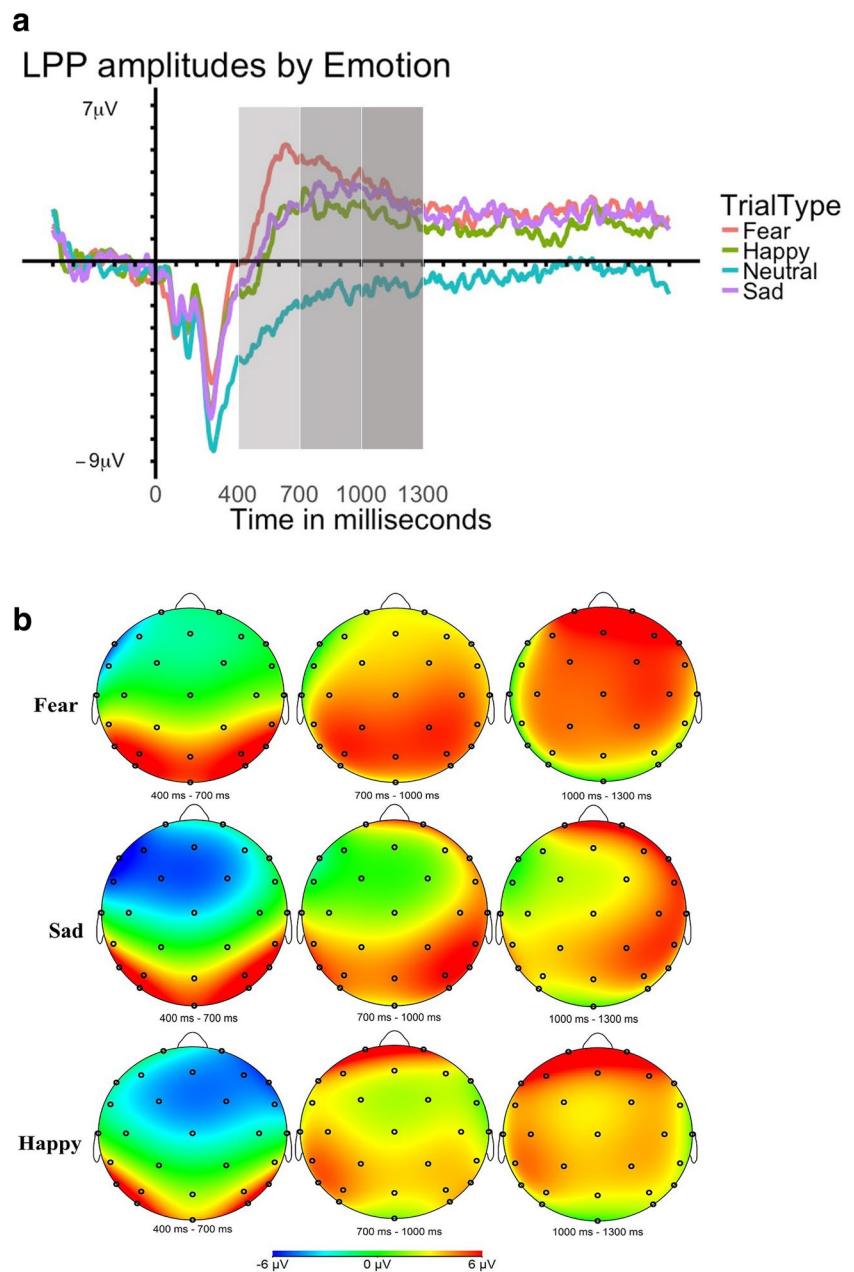 a
LPP amplitudes by Emotion
7μV
−9μV
0 400 700 1000 1300
Time in milliseconds
TrialType
Fear
Happy
Neutral
Sad
b
Fear
400 ms - 700 ms 700 ms - 1000 ms 1000 ms - 1300 ms
Sad
400 ms - 700 ms 700 ms - 1000 ms 1000 ms - 1300 ms
Happy
400 ms - 700 ms 700 ms - 1000 ms 1000 ms - 1300 ms
-6 μV 0 μV 6 μV